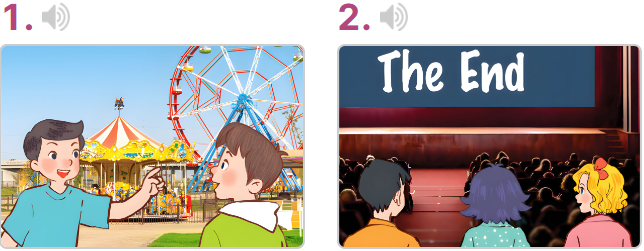 1.
2.
The End